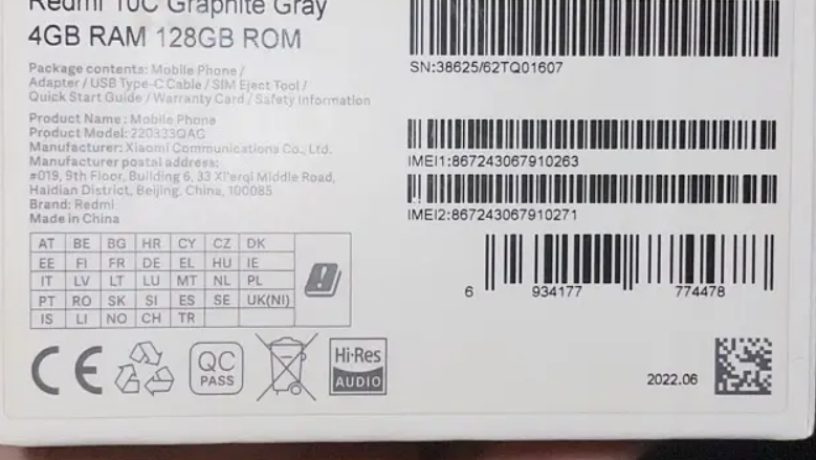 Redmi 10C Graphite Gray
4GB RAM 128GB ROM
Package contents: Mobile Phone /
Adapter / USB Type-C Cable / SIM Eject Tool /
Quick Start Guide / Warranty Card / Safety Information
Product Name: Mobile Phone
Product Model: 220333QAG
Manufacturer: Xiaomi Communications Co., Ltd.
Manufacturer postal address:
#019, 9th Floor, Building 6, 33 Xi'erqi Middle Road,
Haidian District, Beijing, China, 100085
Brand: Redmi
Made in China
AT BE BG HR CY CZ DK
EE FI FR DE EL HU IE
IT LV LT LU MT NL PL
PT RO SK SI ES SE UK(NI)
IS LI NO CH TR
CE
QC
PASS
Hi-Res
AUDIO
SN:38625/62TQ01607
IMEI1:867243067910263
IMEI2:867243067910271
6 934177 774478
2022.06